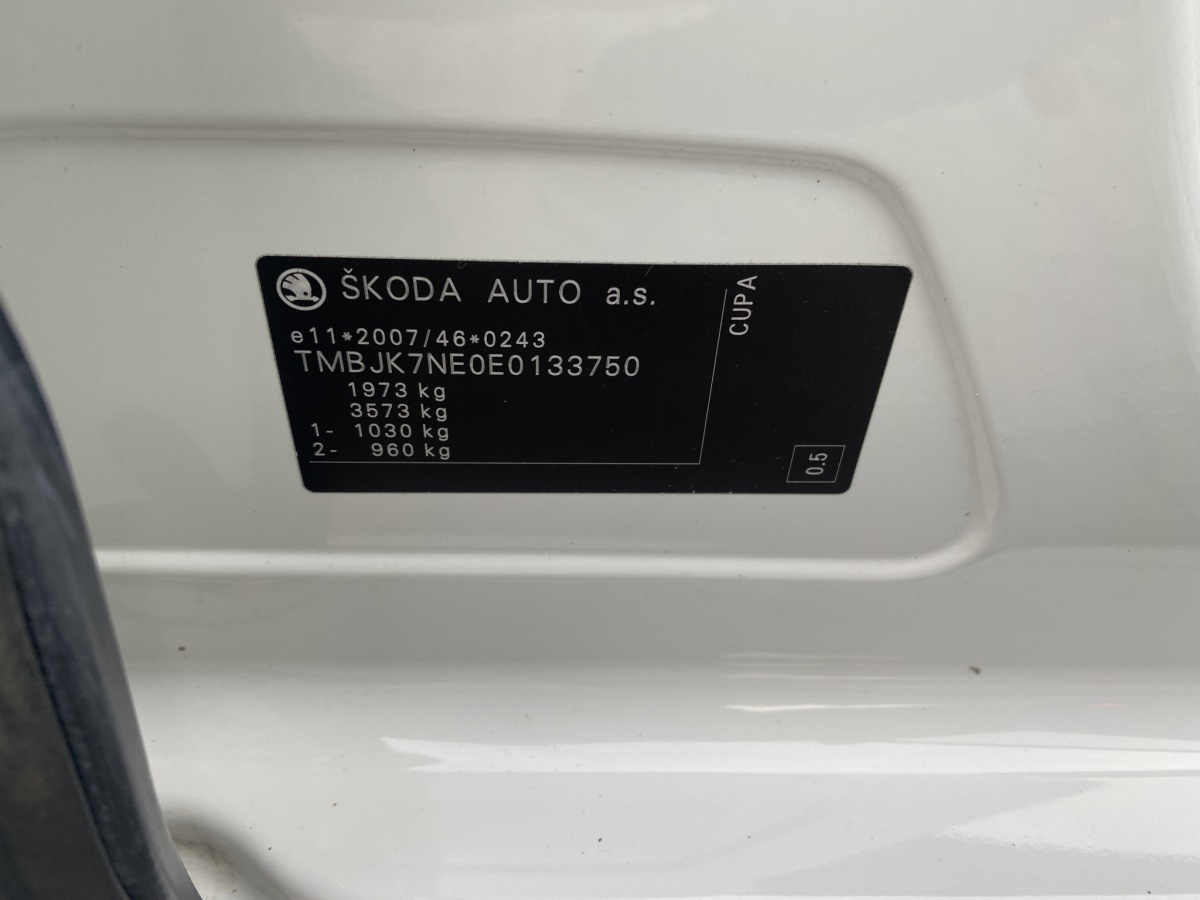 ŠKODA AUTO a.s.
e11*2007/46*0243
TMBJK7NE0E0133750
1973 kg
3573 kg
1- 1030 kg
2- 960 kg
CUPA
0.5